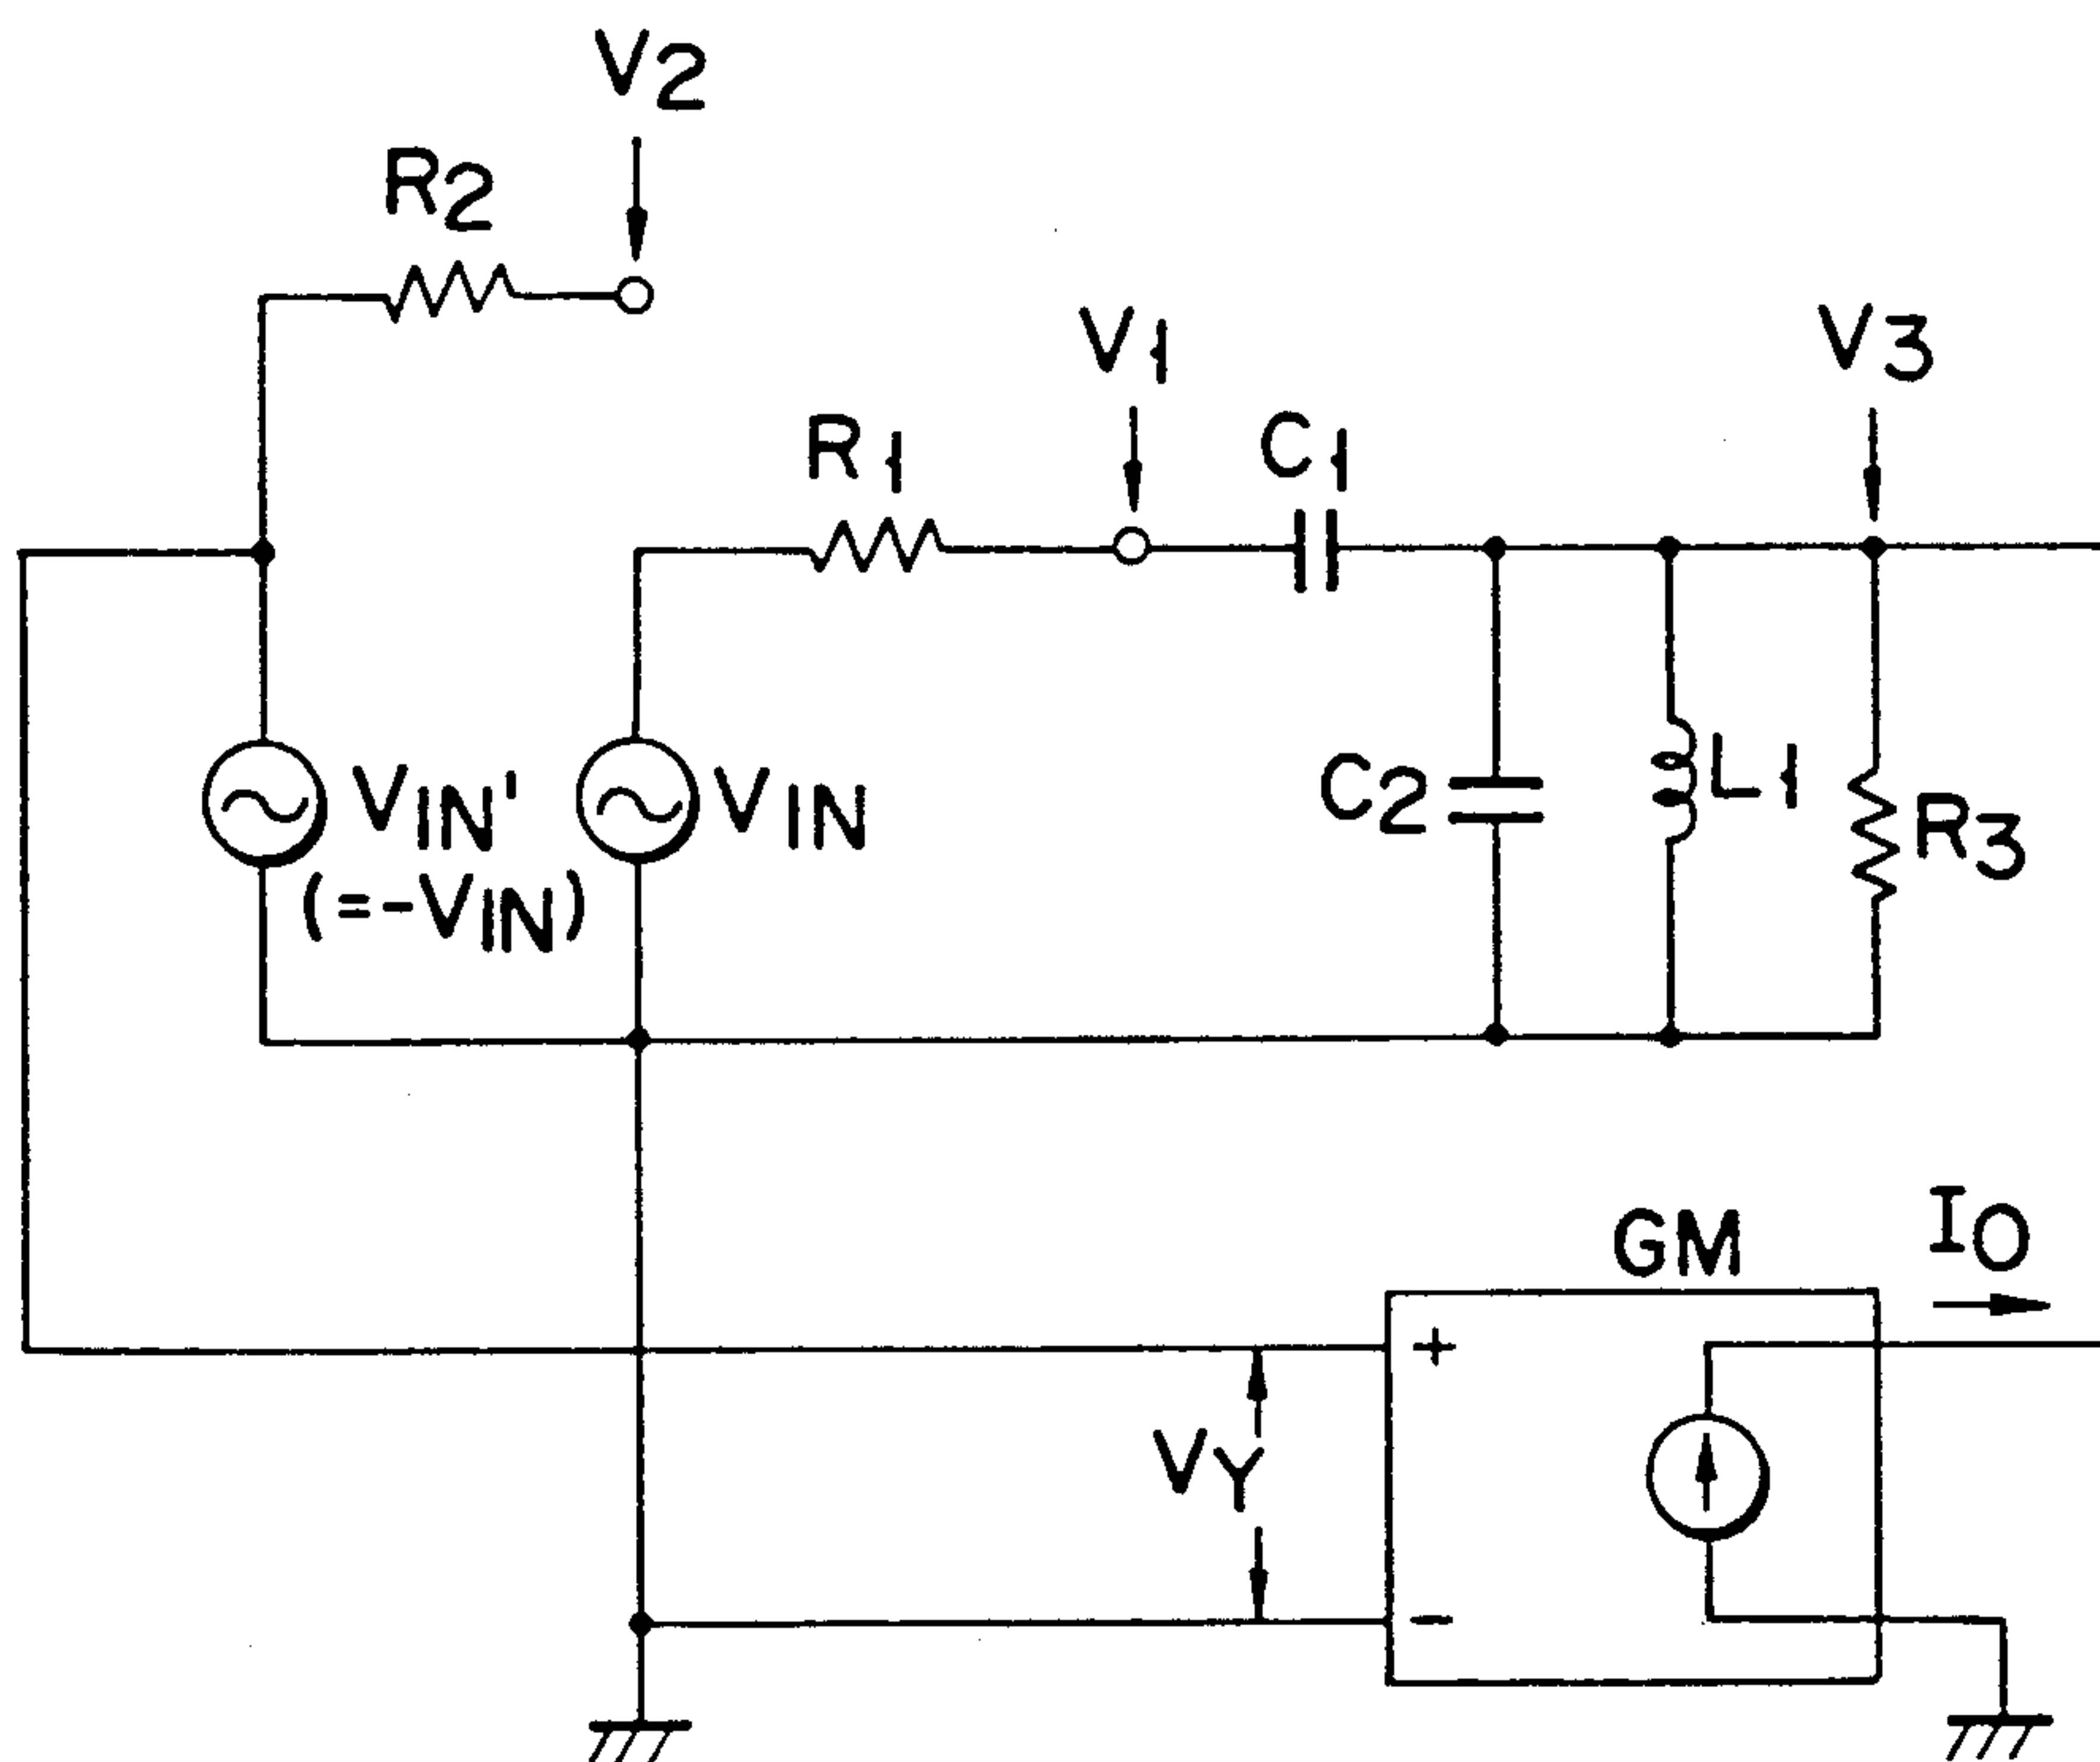 V2
R2
V1
V3
R1
C1
VIN'
(=-VIN)
VIN
C2
L1
R3
GM
IO
+
VY
-